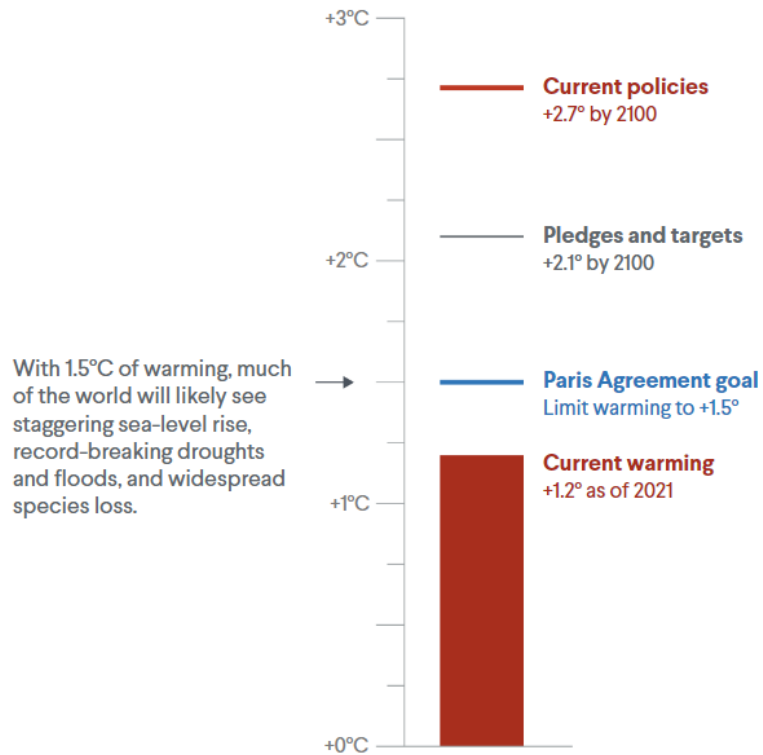 +3°C
Current policies
+2.7° by 2100
Pledges and targets
+2°C
+2.1° by 2100
With 1.5°C of warming, much
of the world will likely see
staggering sea-level rise,
record-breaking droughts
and floods, and widespread
species loss.
Paris Agreement goal
Limit warming to +1.5°
Current warming
+1.2° as of 2021
+1°C
+0°C